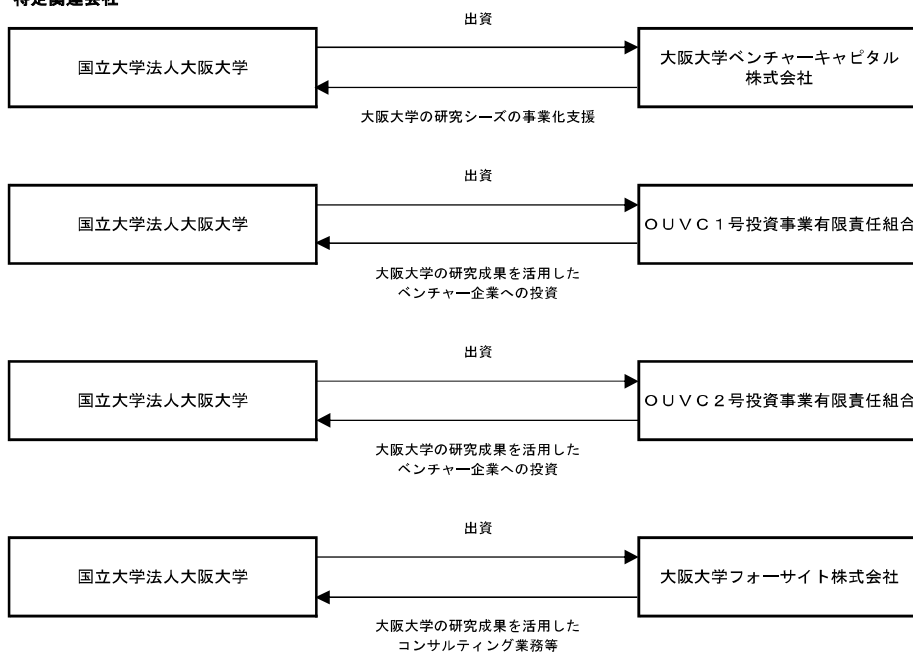 特定関連会社
出資
国立大学法人大阪大学
大阪大学ベンチャーキャピタル
株式会社
大阪大学の研究シーズの事業化支援
出資
国立大学法人大阪大学
OUVC1号投資事業有限責任組合
大阪大学の研究成果を活用した
ベンチャー企業への投資
出資
国立大学法人大阪大学
OUVC2号投資事業有限責任組合
大阪大学の研究成果を活用した
ベンチャー企業への投資
出資
国立大学法人大阪大学
大阪大学フォーサイト株式会社
大阪大学の研究成果を活用した
コンサルティング業務等